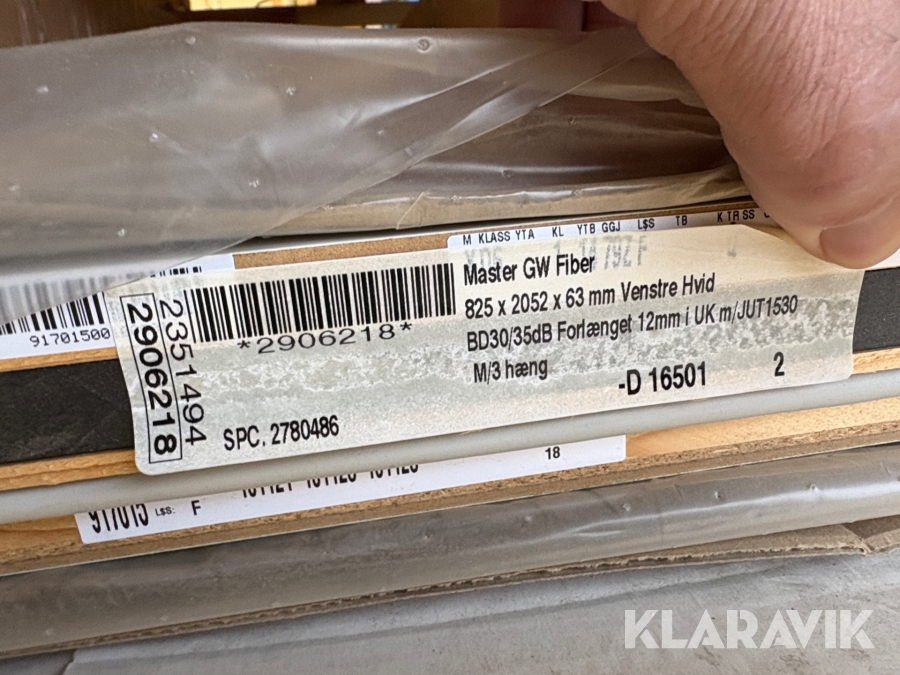 M KLASS YTA KL YTB GGJ L$S TB K TR SS
91701500
2351494
2906218
*2906218*
SPC. 2780486
Master GW Fiber
825 x 2052 x 63 mm Venstre Hvid
BD30/35dB Forlænget 12mm i UK m/JUT1530
M/3 hæng
-D 16501 2
L$S: F
18
KLARAVIK